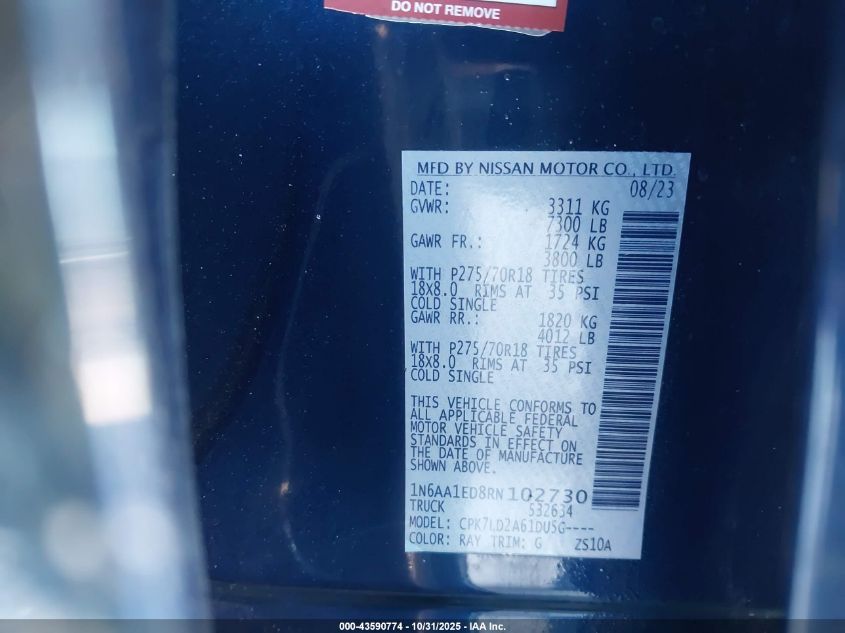 DO NOT REMOVE
MFD BY NISSAN MOTOR CO., LTD.
DATE: 08/23
GVWR: 3311 KG
7300 LB
GAWR FR.: 1724 KG
3800 LB
WITH P275/70R18 TIRES
18X8.0 RIMS AT 35 PSI
COLD SINGLE
GAWR RR.: 1820 KG
4012 LB
WITH P275/70R18 TIRES
18X8.0 RIMS AT 35 PSI
COLD SINGLE
THIS VEHICLE CONFORMS TO
ALL APPLICABLE FEDERAL
MOTOR VEHICLE SAFETY
STANDARDS IN EFFECT ON
THE DATE OF MANUFACTURE
SHOWN ABOVE.
1N6AA1ED8RN102730
TRUCK 532634
MODEL: CPK7LD2A61DU5G----
COLOR: RAY TRIM: G ZS10A
000-43590774 - 10/31/2025 - IAA Inc.